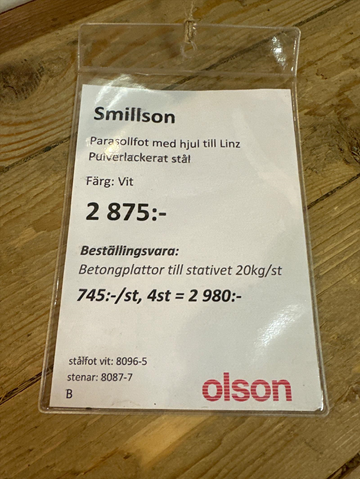 Smillson
Parasollfot med hjul till Linz
Pulverlackerat stål
Färg: Vit
2 875:-
Beställingsvara:
Betongplattor till stativet 20kg/st
745:-/st, 4st = 2 980:-
stålfot vit: 8096-5
stenar: 8087-7
B
olson